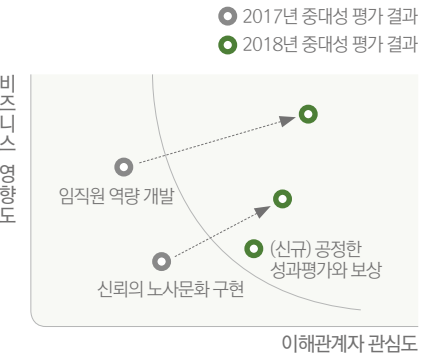 2017년 중대성 평가 결과
2018년 중대성 평가 결과
비즈니스 영향도
임직원 역량 개발
(신규) 공정한
성과평가와 보상
신뢰의 노사문화 구현
이해관계자 관심도